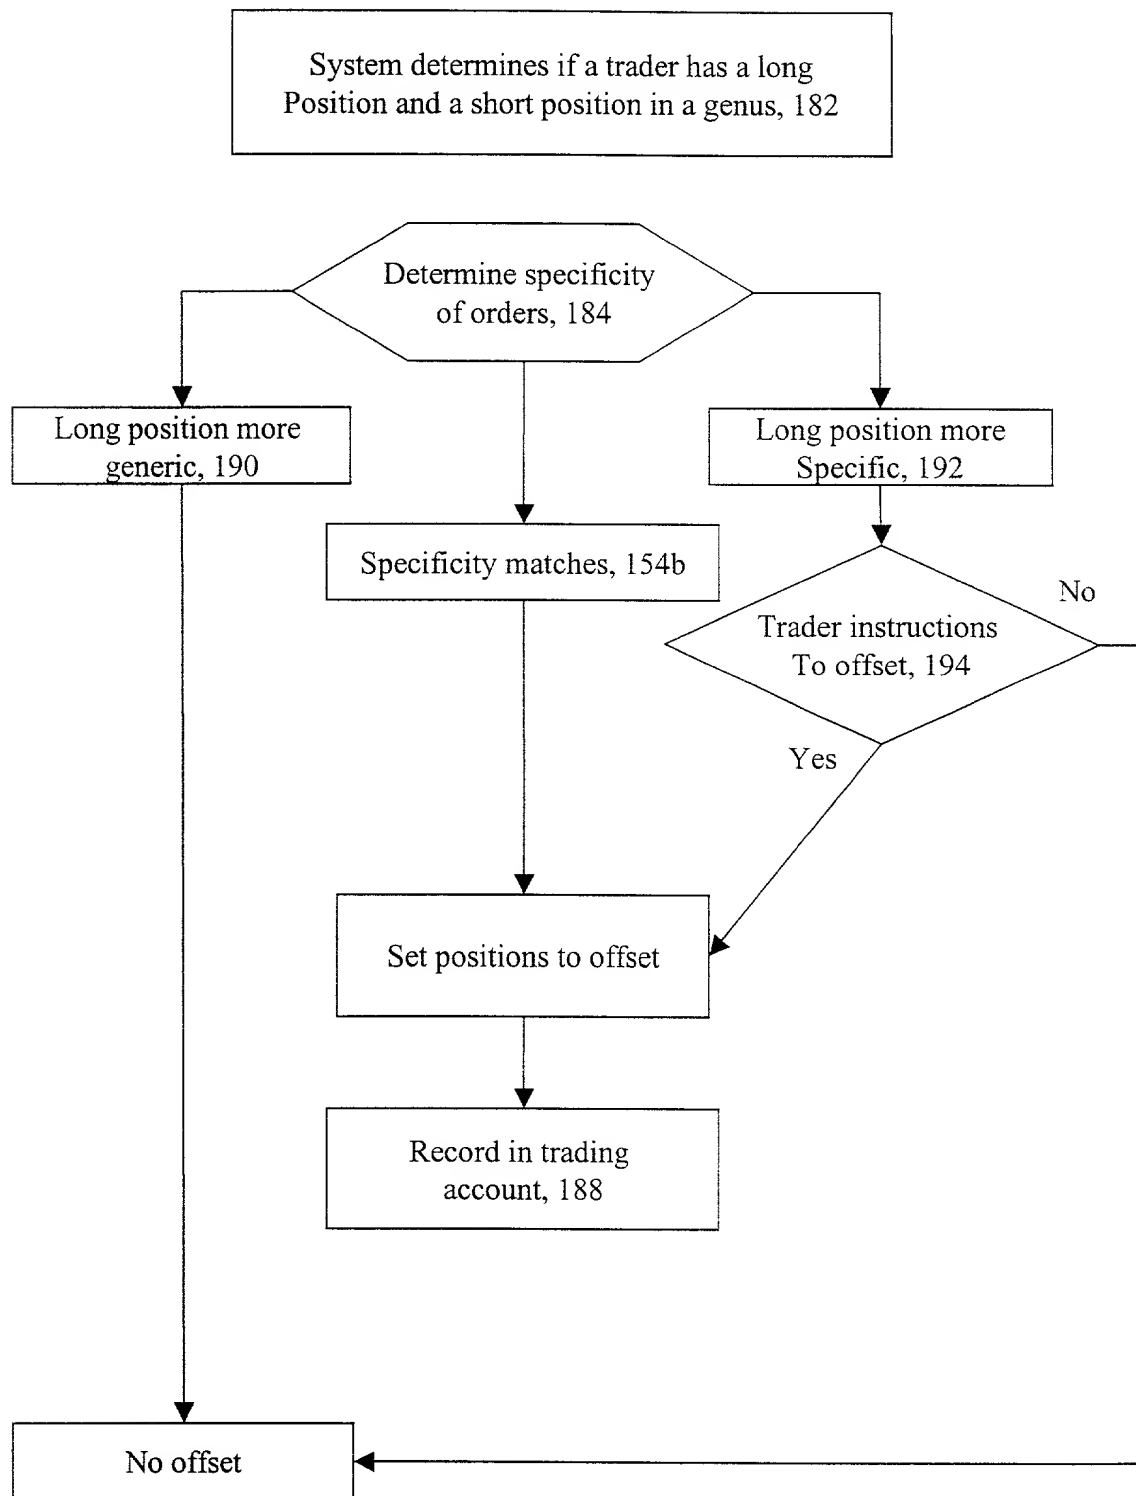 System determines if a trader has a long
Position and a short position in a genus, 182
Determine specificity
of orders, 184
Long position more
generic, 190
Long position more
Specific, 192
Specificity matches, 154b
No
Trader instructions
To offset, 194
Yes
Set positions to offset
Record in trading
account, 188
No offset